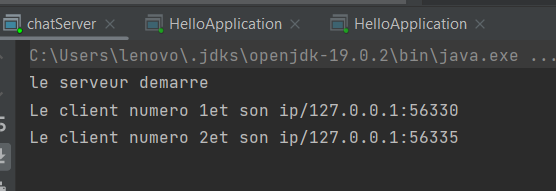 chatServer HelloApplication HelloApplication
C:\Users\lenovo\.jdks\openjdk-19.0.2\bin\java.exe ...
le serveur demarre
Le client numero 1et son ip/127.0.0.1:56330
Le client numero 2et son ip/127.0.0.1:56335